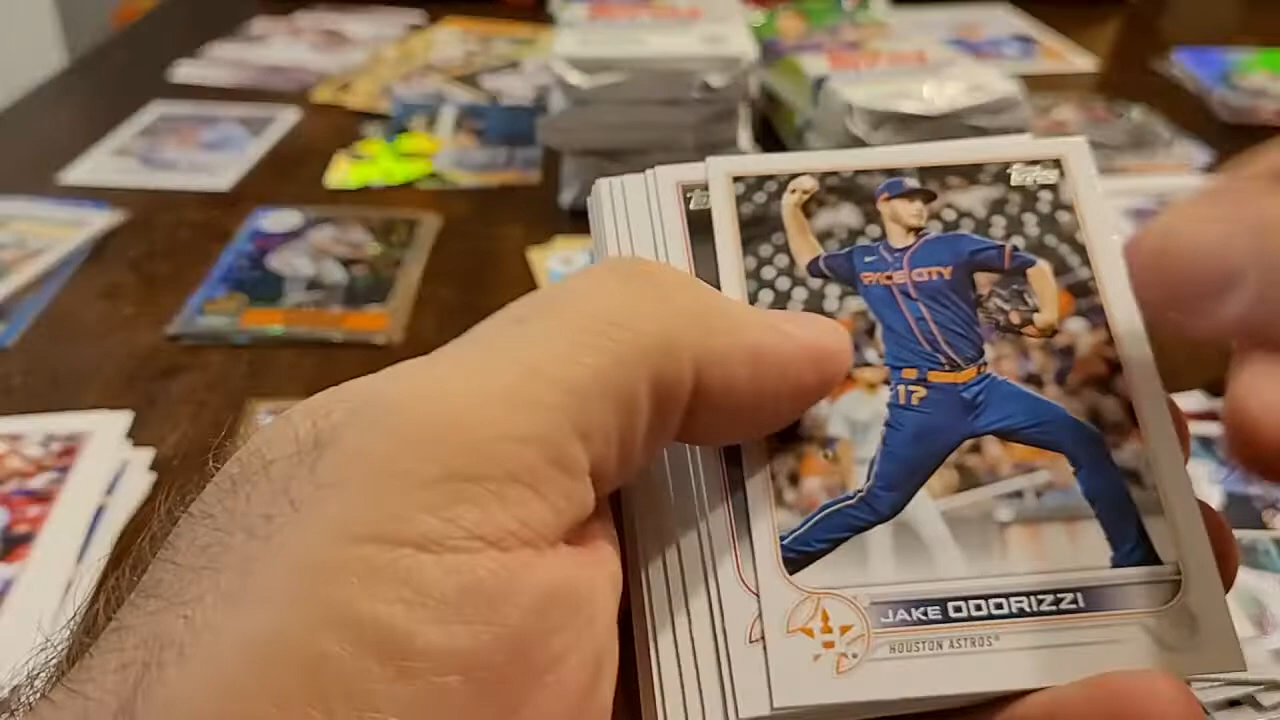 Topps
SPACE CITY
17
JAKE ODORIZZI
HOUSTON ASTROS®